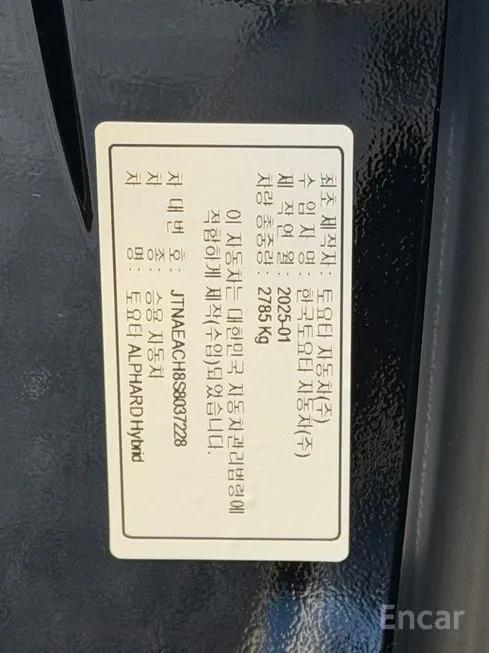 최초 제작자 : 토요타 자동차(주)
수 입 자 명 : 한국토요타 자동차(주)
제 작 연 월 : 2025-01
차량 총중량 : 2785 Kg
이 자동차는 대한민국 자동차관리법령에
적합하게 제작(수입)되었습니다.
차 대 번 호 : JTNAEACH8S8037228
차 종 : 승용 자동차
차 명 : 토요타 ALPHARD Hybrid
Encar